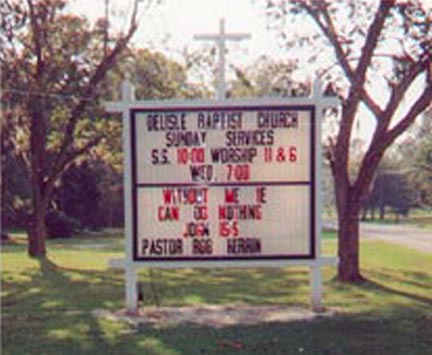 DELISLE BAPTIST CHURCH
SUNDAY SERVICES
S.S. 10:00 WORSHIP 11 & 6
WED. 7:00
WITHOUT ME YE
CAN DO NOTHING
JOHN 15:5
PASTOR ROB HERRIN